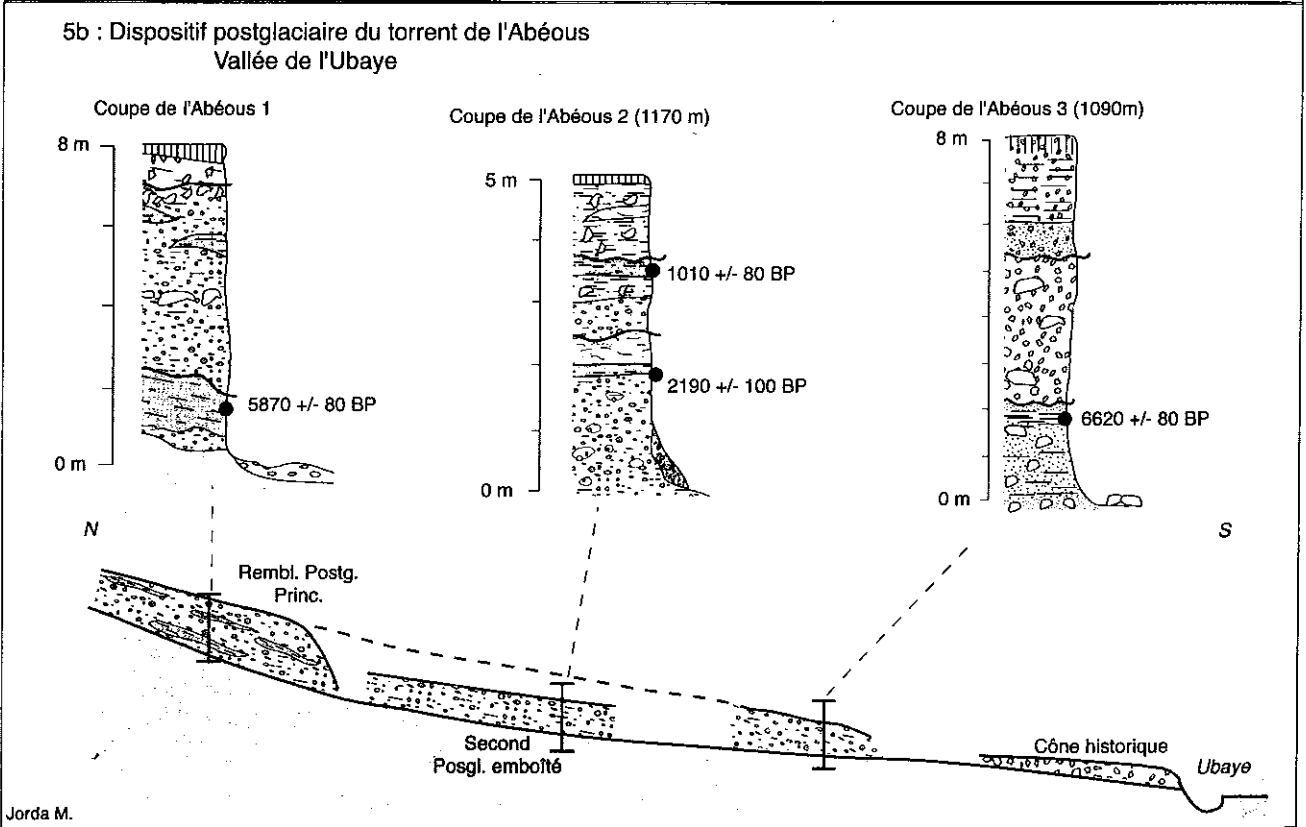 5b : Dispositif postglaciaire du torrent de l'Abéous
Vallée de l'Ubaye
Coupe de l'Abéous 1
Coupe de l'Abéous 2 (1170 m)
Coupe de l'Abéous 3 (1090m)
8 m
5 m
8 m
1010 +/- 80 BP
2190 +/- 100 BP
5870 +/- 80 BP
6620 +/- 80 BP
0 m
0 m
0 m
N
S
Rembl. Postg.
Princ.
Second
Posgl. emboîté
Cône historique
Ubaye
Jorda M.